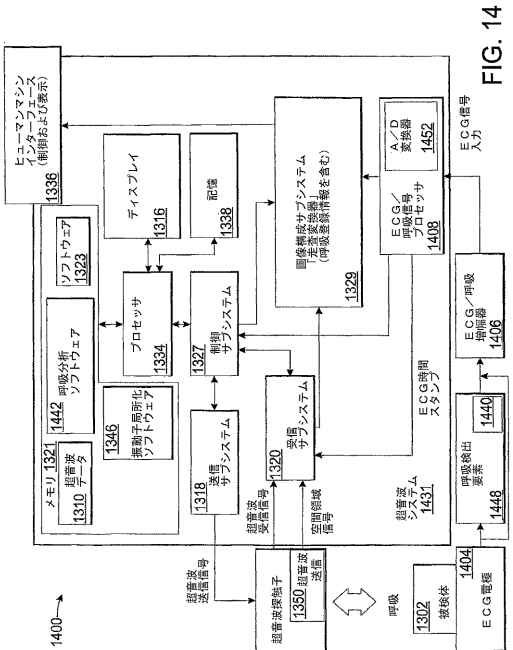 1400
ヒューマンマシン
インターフェース
(制御および表示)
1336
メモリ 1321
超音波
データ
1310
呼吸分析
ソフトウェア
1442
ソフトウェア
1323
振動子局所化
ソフトウェア
1346
プロセッサ
1334
ディスプレイ
1316
記憶
1338
送信
サブシステム
1318
制御
サブシステム
1327
受信
サブシステム
1320
画像構成サブシステム
「走査変換器」
(呼吸登録情報を含む)
1329
A/D
変換器
1452
ECG/
呼吸信号
プロセッサ
1408
超音波
送信信号
超音波
受信信号
空間領域
信号
超音波探触子
1350
超音波
送信
超音波
システム
1431
ECG時間
スタンプ
ECG信号
入力
呼吸
被検体
1302
ECG電極
1404
呼吸検出
要素
1448
1440
ECG/呼吸
増幅器
1406
FIG. 14